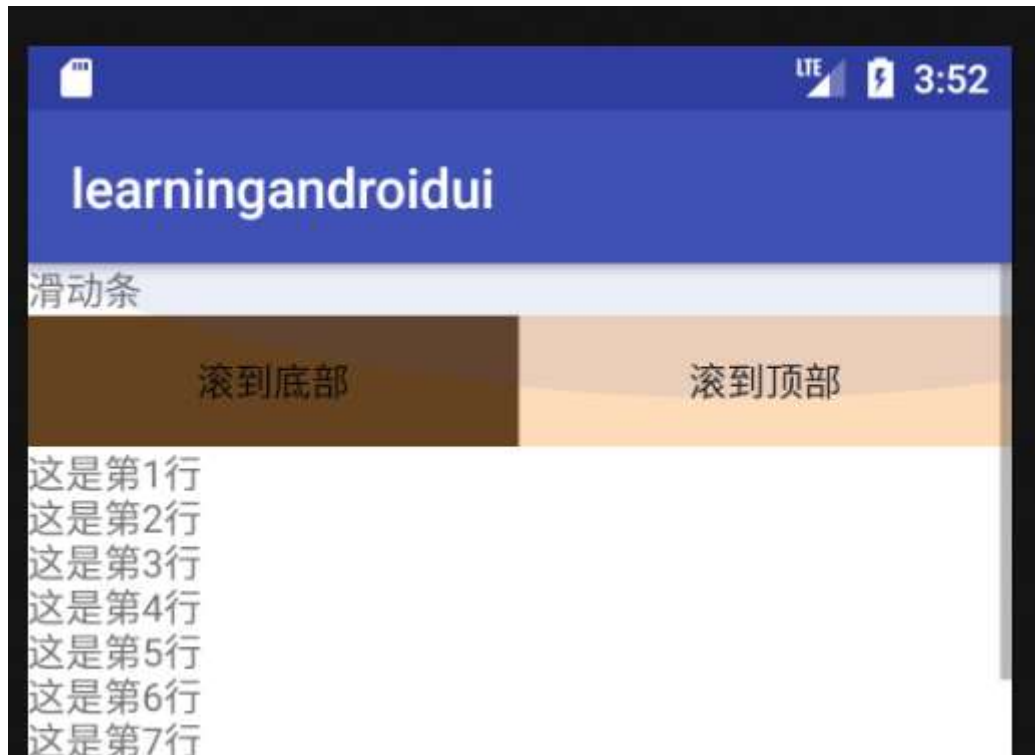 LTE 3:52
learningandroidui
滑动条
滚到底部 滚到顶部
这是第1行
这是第2行
这是第3行
这是第4行
这是第5行
这是第6行
这是第7行